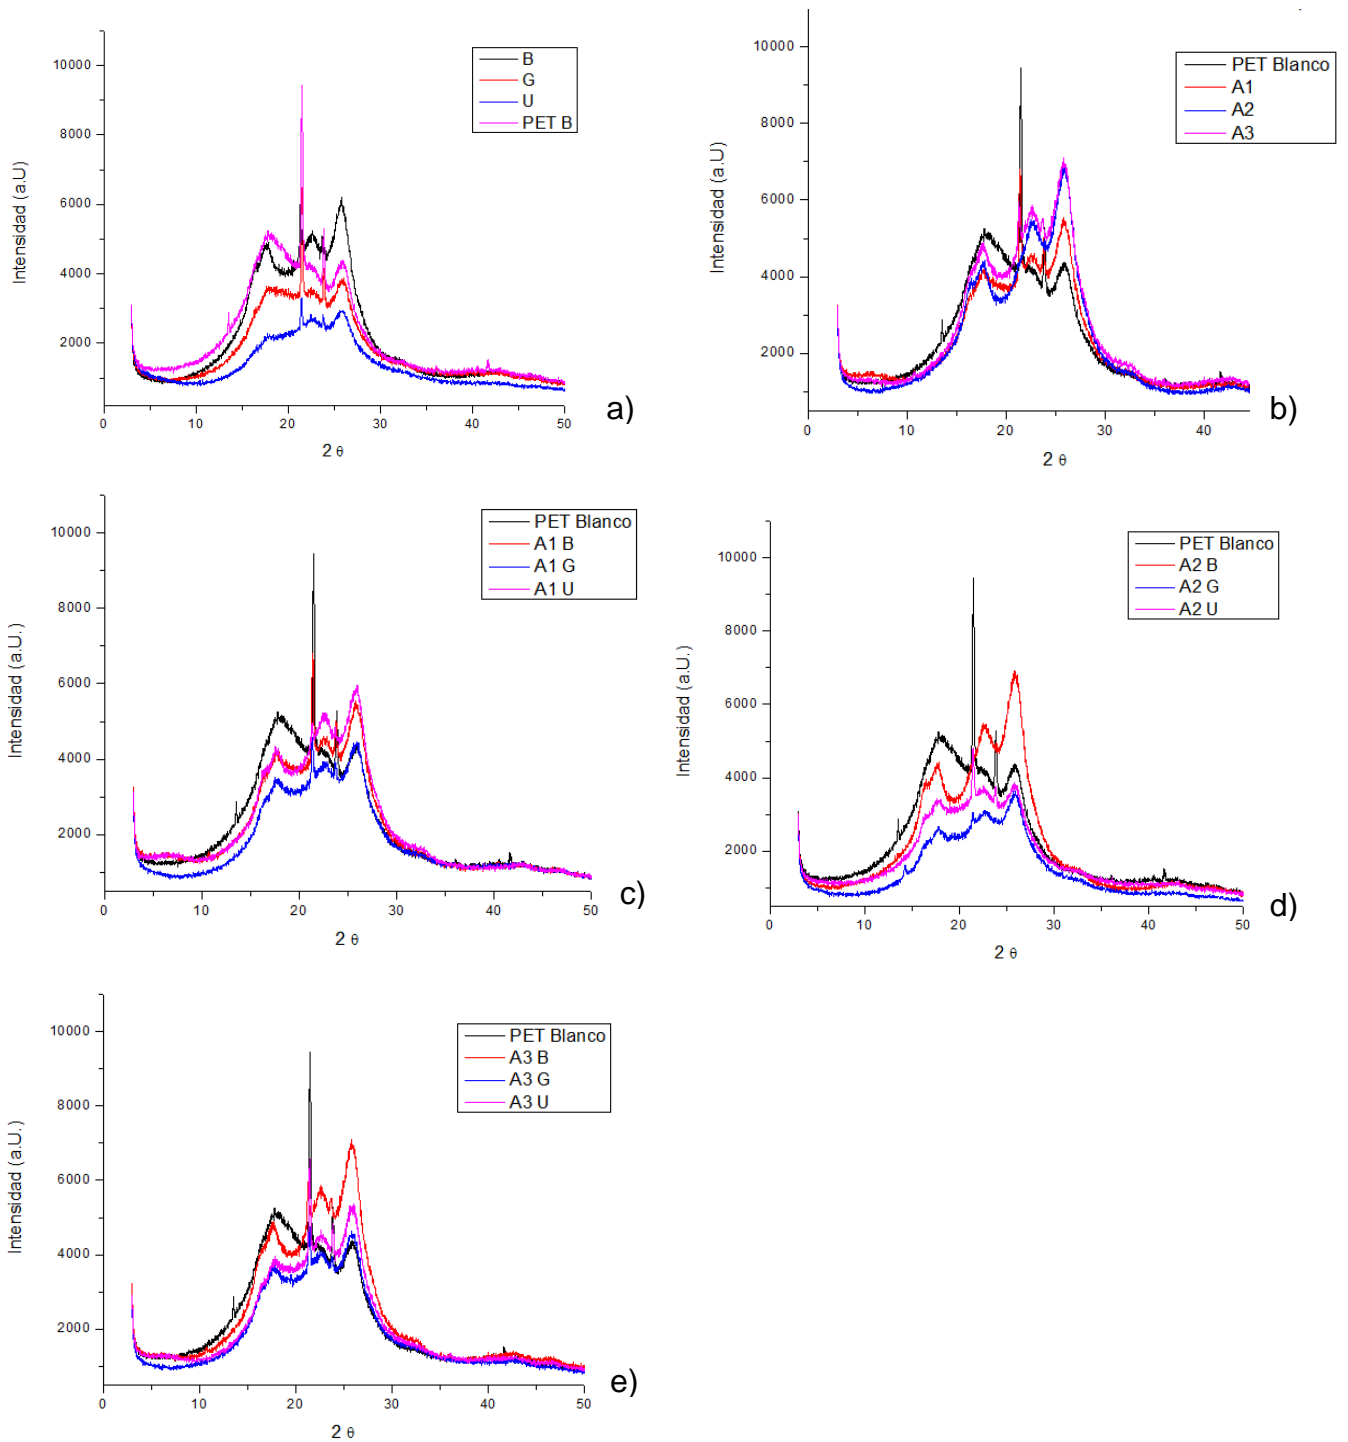 10000
8000
6000
4000
2000
0
10
20
30
40
50
Intensidad (a.U)
2 θ
B
G
U
PET B
a)
10000
8000
6000
4000
2000
0
10
20
30
40
Intensidad (a.U)
2 θ
PET Blanco
A1
A2
A3
b)
10000
8000
6000
4000
2000
0
10
20
30
40
50
Intensidad (a.U.)
2 θ
PET Blanco
A1 B
A1 G
A1 U
c)
10000
8000
6000
4000
2000
0
10
20
30
40
50
Intensidad (a.U.)
2 θ
PET Blanco
A2 B
A2 G
A2 U
d)
10000
8000
6000
4000
2000
0
10
20
30
40
50
Intensidad (a.U.)
2 θ
PET Blanco
A3 B
A3 G
A3 U
e)